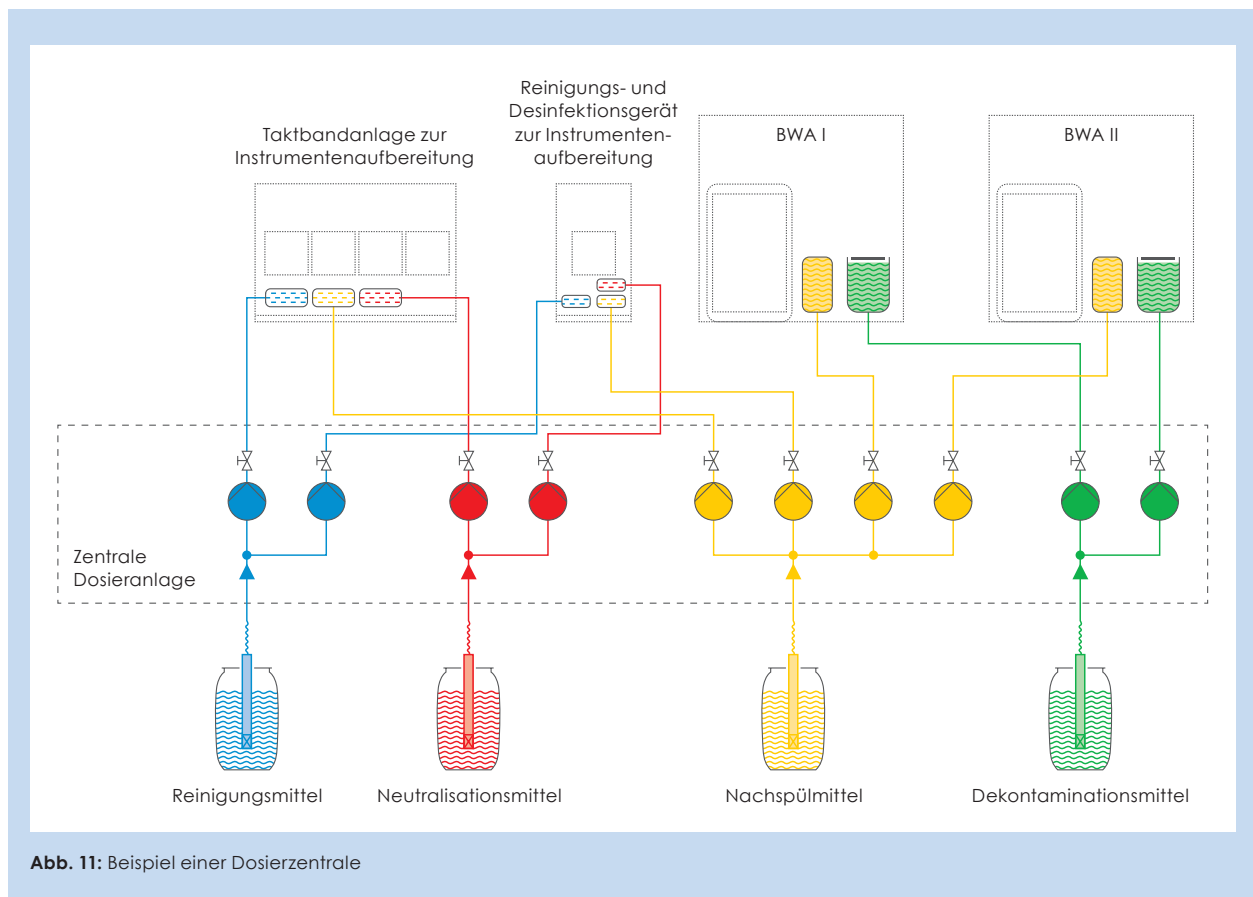 Taktbandanlage zur
Instrumentenaufbereitung
Reinigungs- und
Desinfektionsgerät
zur Instrumenten-
aufbereitung
BWA I
BWA II
Zentrale
Dosieranlage
Reinigungsmittel
Neutralisationsmittel
Nachspülmittel
Dekontaminationsmittel
Abb. 11: Beispiel einer Dosierzentrale